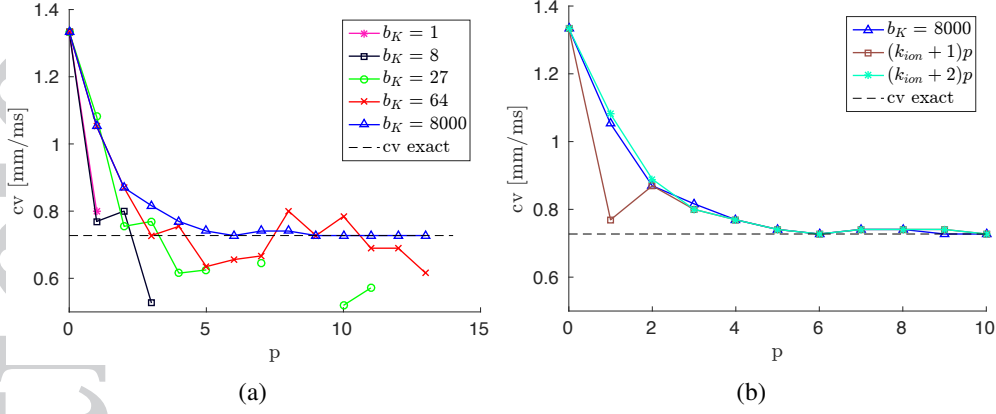 1.4
1.2
1
0.8
0.6
cv [mm/ms]
0
5
10
15
p
b_K = 1
b_K = 8
b_K = 27
b_K = 64
b_K = 8000
cv exact
(a)
1.4
1.2
1
0.8
0.6
cv [mm/ms]
0
2
4
6
8
10
p
b_K = 8000
(k_ion + 1)p
(k_ion + 2)p
cv exact
(b)